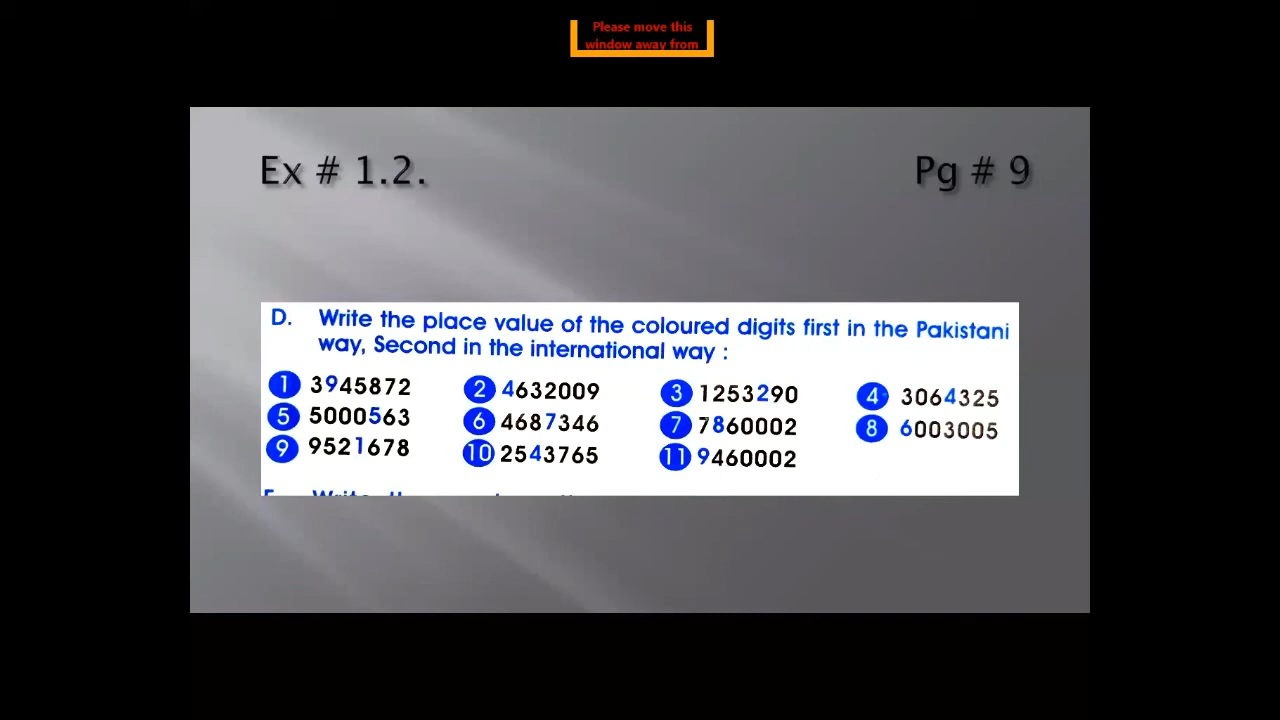 Please move this
window away from
Ex # 1.2.
Pg # 9
D. Write the place value of the coloured digits first in the Pakistani
way, Second in the international way :
1 3945872 2 4632009 3 1253290 4 3064325
5 5000563 6 4687346 7 7860002 8 6003005
9 9521678 10 2543765 11 9460002